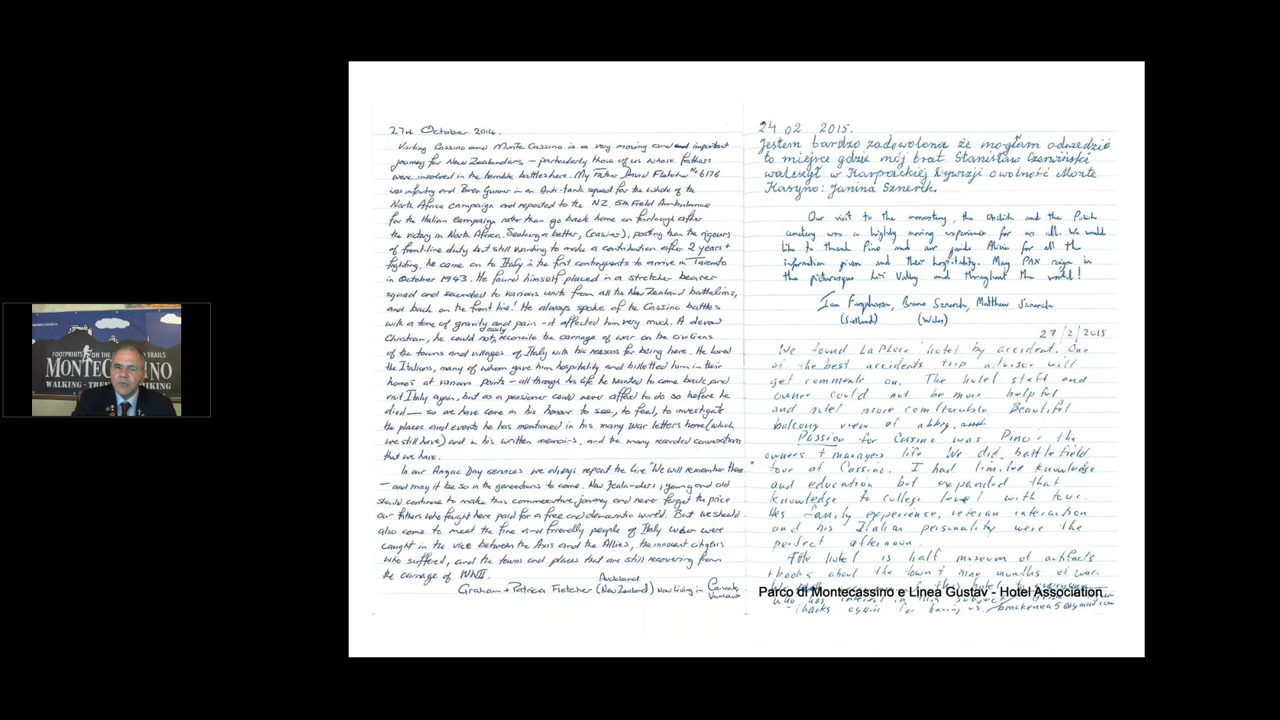 FOOTPRINTS ON THE TRAILS
MONTECASSINO
WALKING - TREKKING HIKING
27th October 2014.
Visiting Cassino and Monte Cassino is a very moving and important
journey for New Zealanders – particularly those of us whose fathers
were involved in the terrible battles here. My Father David Fletcher No 6176
was infantry and Bren Gunner in an Anti-tank squad for the whole of the
North Africa campaign and reposted to the N.Z. 5th Field Ambulance
for the Italian Campaign rather than go back home on furlough after
the victory in North Africa. Seeking a better, (easier), posting than the rigours
of front-line duty but still wanting to make a contribution after 2 years +
fighting, he came on to Italy in the first contingents to arrive in Taranto
in October 1943. He found himself placed in a stretcher bearer
squad and seconded to various units from all the New Zealand battalions,
and back on the front line! He always spoke of the Cassino battles
with a tone of gravity and pain – it affected him very much. A devout
Christian, he could not easily reconcile the carnage of war on the civilians
of the towns and villages of Italy with his reasons for being here. He loved
the Italians, many of whom gave him hospitality and billetted him in their
homes at various points – all through his life he wanted to come back and
visit Italy again, but as a pensioner could never afford to do so before he
died – so we have come in his honour to see, to feel, to investigate
the places and events he has mentioned in his many war letters home (which
we still have) and in his written memoirs, and the many recorded conversations
that we have.
In our Anzac Day services we always repeat the line "We will remember them"
– and may it be so in the generations to come. New Zealanders, young and old
should continue to make this commemorative journey and never forget the price
our fathers who fought here paid for a free and democratic world. But we should
also come to meet the fine and friendly people of Italy who were
caught in the vice between the Axis and the Allies, the innocent citizens
who suffered, and the towns and places that are still recovering from
the carnage of WWII.
Graham + Patricia Fletcher (Auckland New Zealand) now living in
24 02 2015.
Jestem bardzo zadowolona że mogłam odwiedzić
to miejsce gdzie mój brat Stanisław Czerwiński
walczył w Karpackiej Dywizji o wolność Monte
Kasyno: Janina Sznerch.
Our visit to the monastery, the Obelisk and the Polish
cemetery was a highly moving experience for us all. We would
like to thank Pino and our guide Alicia for all the
information given and their hospitality. May PAX reign in
the picturesque Liri Valley and throughout the world!
Ian Farquharson, Bruno Sznerch, Matthew Sznerch
(Scotland) (Wales)
27/2/2015
We found La Place hotel by accident. One
of the best accidents trip advisor will
get comments on. The hotel staff and
owner could not be more helpful
and hotel more comfortable. Beautiful
balcony view of abbey.
Passion for Cassino was Pino: the
owners + managers life. We did battlefield
tour of Cassino. I had limited knowledge
and education but expanded that
knowledge to college level with tour.
His family experience, veteran interaction
and his Italian personality were the
perfect afternoon.
The hotel is half museum of artifacts
+ books about the town + nine months of war.
Thanks again for having us.
Parco di Montecassino e Linea Gustav - Hotel Association